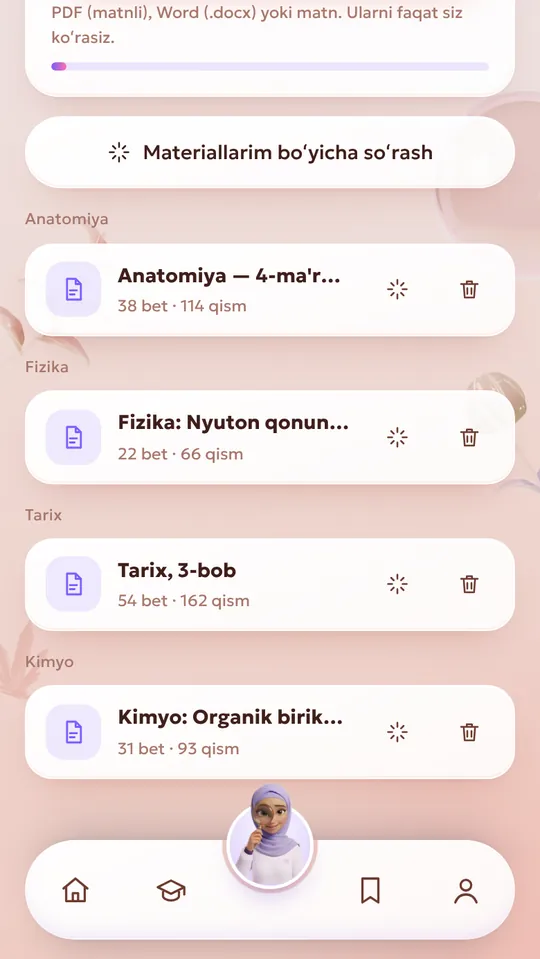 PDF (matnli), Word (.docx) yoki matn. Ularni faqat siz
koʻrasiz.
Materiallarim boʻyicha soʻrash
Anatomiya
Anatomiya — 4-ma'r...
38 bet · 114 qism
Fizika
Fizika: Nyuton qonun...
22 bet · 66 qism
Tarix
Tarix, 3-bob
54 bet · 162 qism
Kimyo
Kimyo: Organik birik...
31 bet · 93 qism